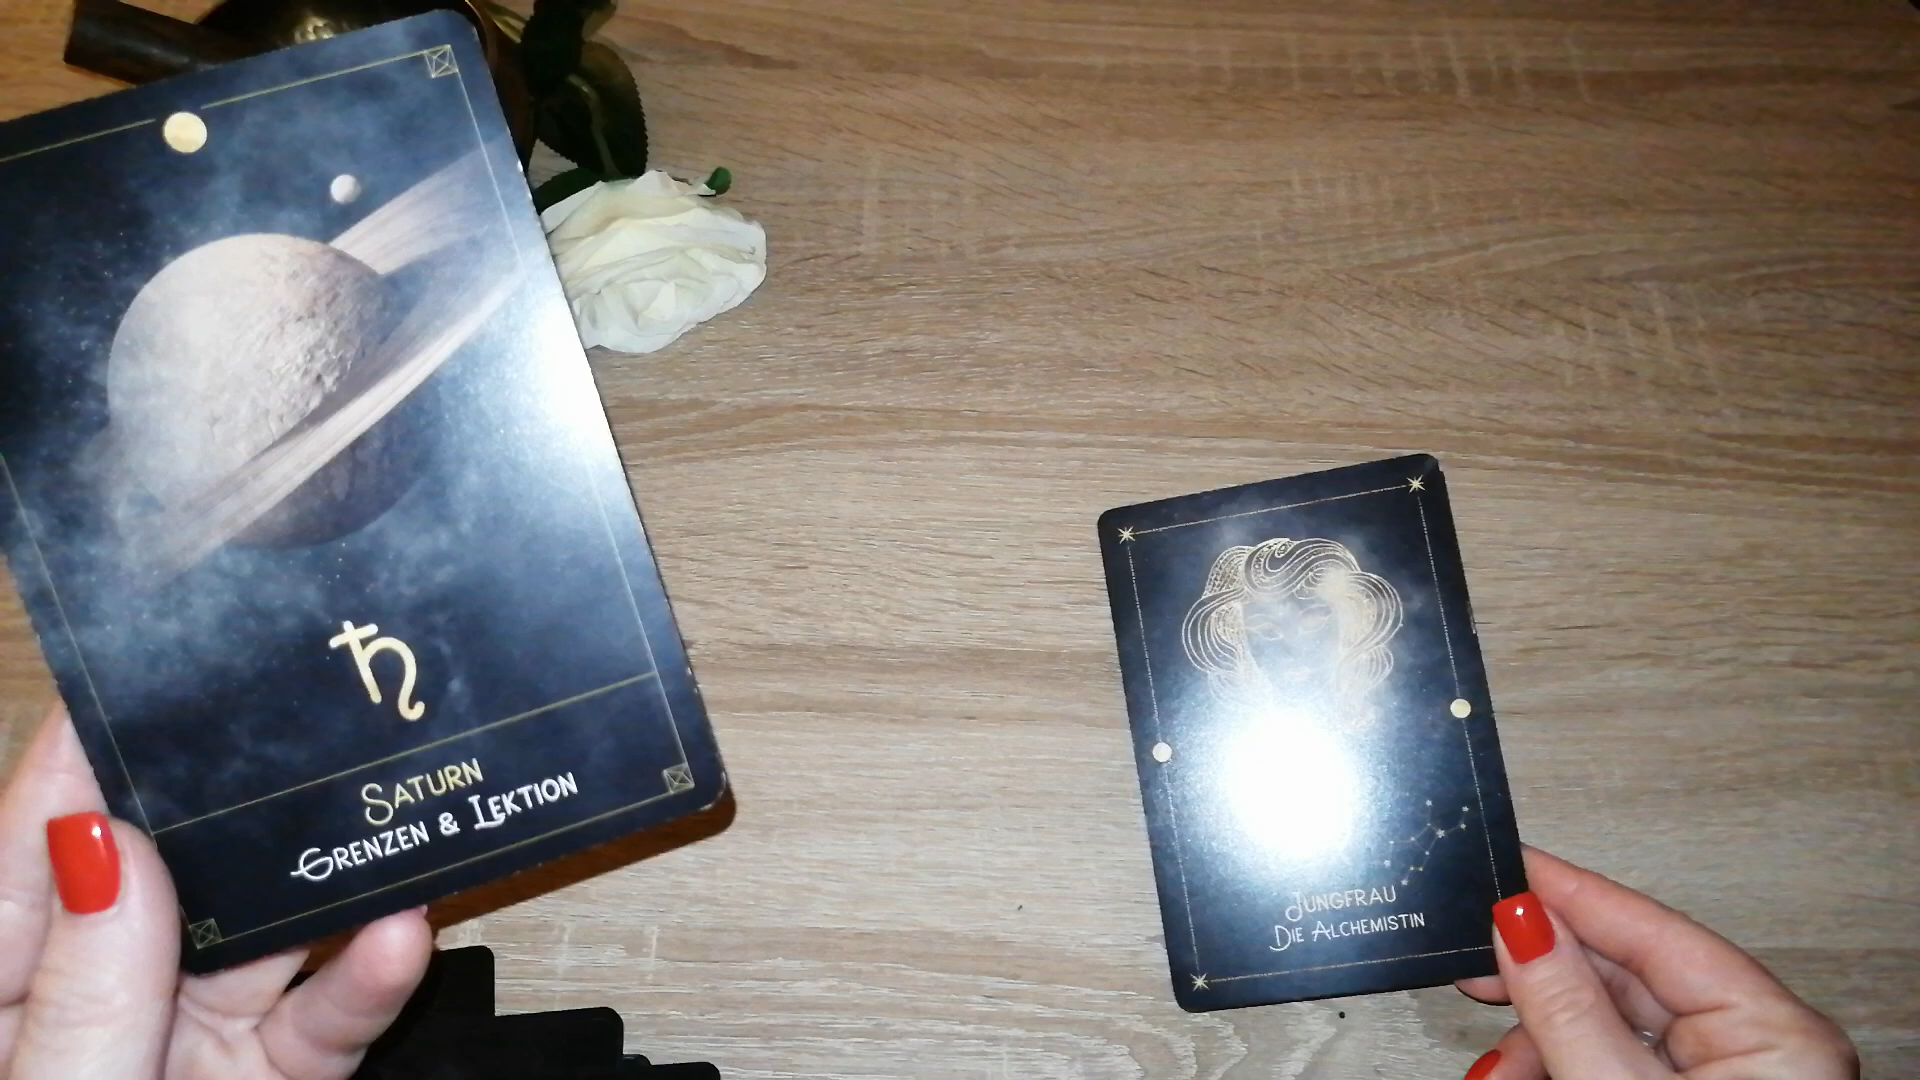 ♄
SATURN
GRENZEN & LEKTION
JUNGFRAU
DIE ALCHEMISTIN